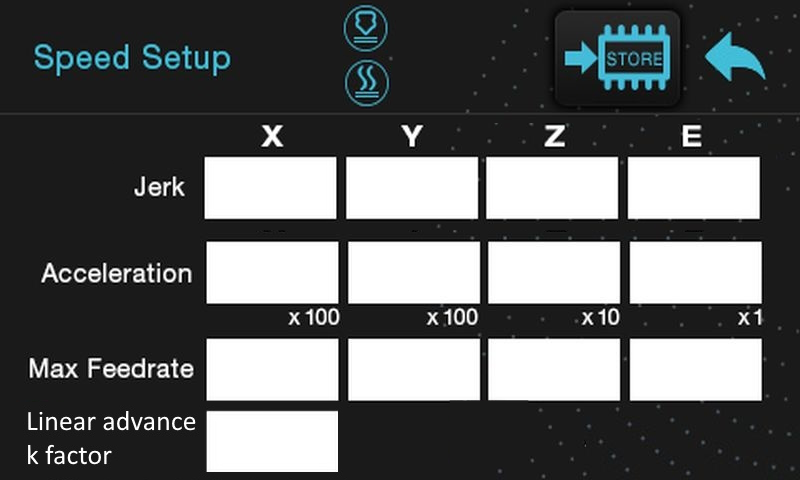 Speed Setup
STORE
X Y Z E
Jerk
Acceleration
x 100 x 100 x 10 x 1
Max Feedrate
Linear advance
k factor